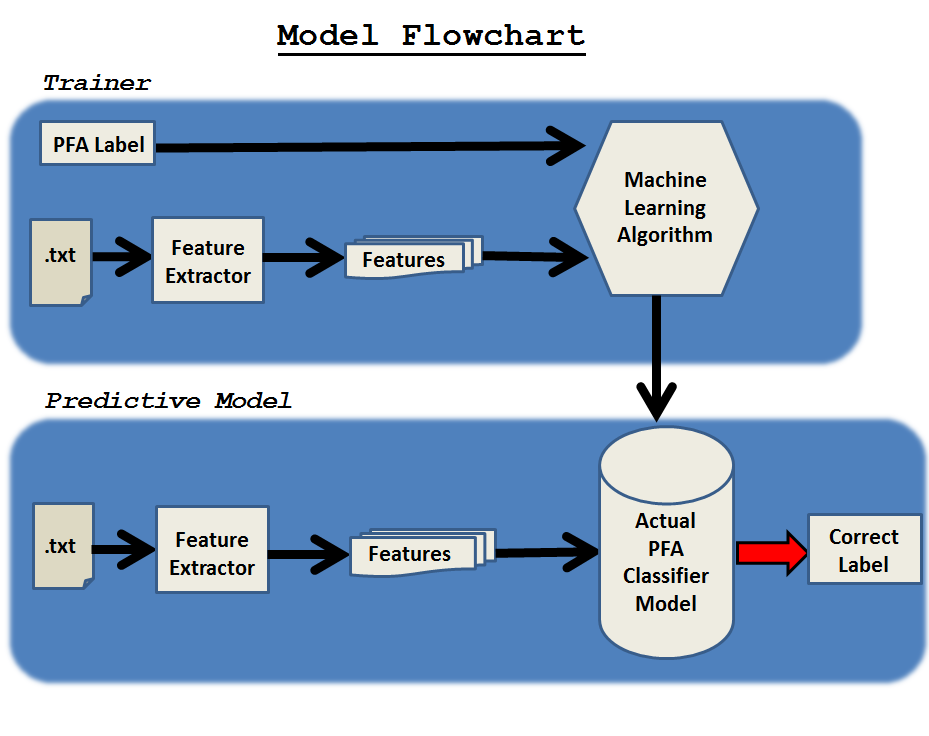 Model Flowchart
Trainer
PFA Label
Machine
Learning
Algorithm
.txt
Feature
Extractor
Features
Predictive Model
.txt
Feature
Extractor
Features
Actual
PFA
Classifier
Model
Correct
Label